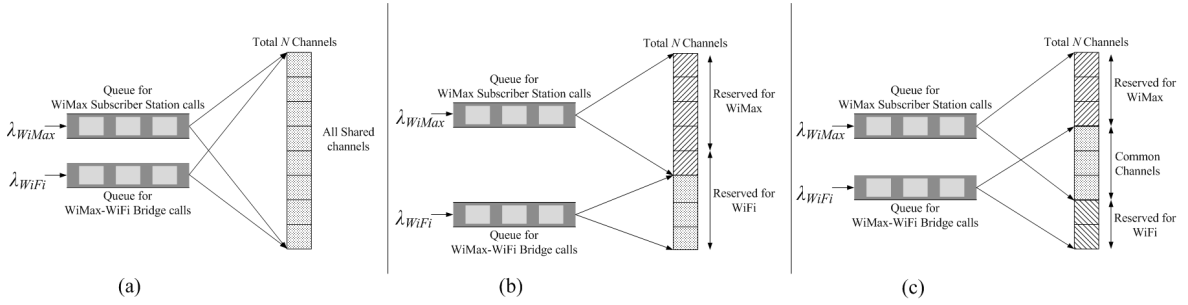 Total N Channels
Queue for
WiMax Subscriber Station calls
λWiMax
λWiFi
Queue for
WiMax-WiFi Bridge calls
All Shared
channels
(a)
Total N Channels
Queue for
WiMax Subscriber Station calls
λWiMax
λWiFi
Queue for
WiMax-WiFi Bridge calls
Reserved for
WiMax
Reserved for
WiFi
(b)
Total N Channels
Queue for
WiMax Subscriber Station calls
λWiMax
λWiFi
Queue for
WiMax-WiFi Bridge calls
Reserved for
WiMax
Common
Channels
Reserved for
WiFi
(c)